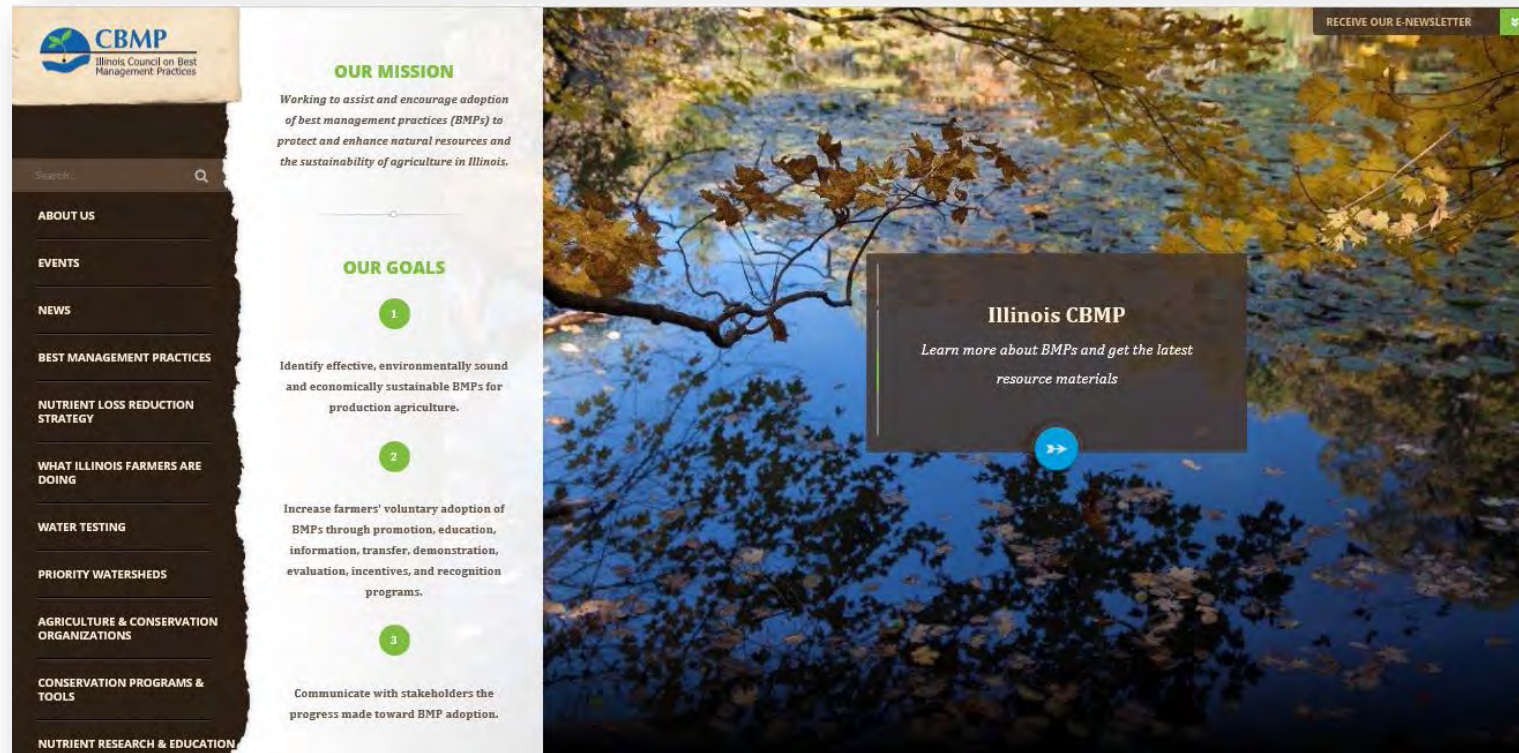 CBMP
Illinois Council on Best
Management Practices
Search...
ABOUT US
EVENTS
NEWS
BEST MANAGEMENT PRACTICES
NUTRIENT LOSS REDUCTION
STRATEGY
WHAT ILLINOIS FARMERS ARE
DOING
WATER TESTING
PRIORITY WATERSHEDS
AGRICULTURE & CONSERVATION
ORGANIZATIONS
CONSERVATION PROGRAMS &
TOOLS
NUTRIENT RESEARCH & EDUCATION
OUR MISSION
Working to assist and encourage adoption
of best management practices (BMPs) to
protect and enhance natural resources and
the sustainability of agriculture in Illinois.
OUR GOALS
1
Identify effective, environmentally sound
and economically sustainable BMPs for
production agriculture.
2
Increase farmers' voluntary adoption of
BMPs through promotion, education,
information, transfer, demonstration,
evaluation, incentives, and recognition
programs.
3
Communicate with stakeholders the
progress made toward BMP adoption.
RECEIVE OUR E-NEWSLETTER
Illinois CBMP
Learn more about BMPs and get the latest
resource materials